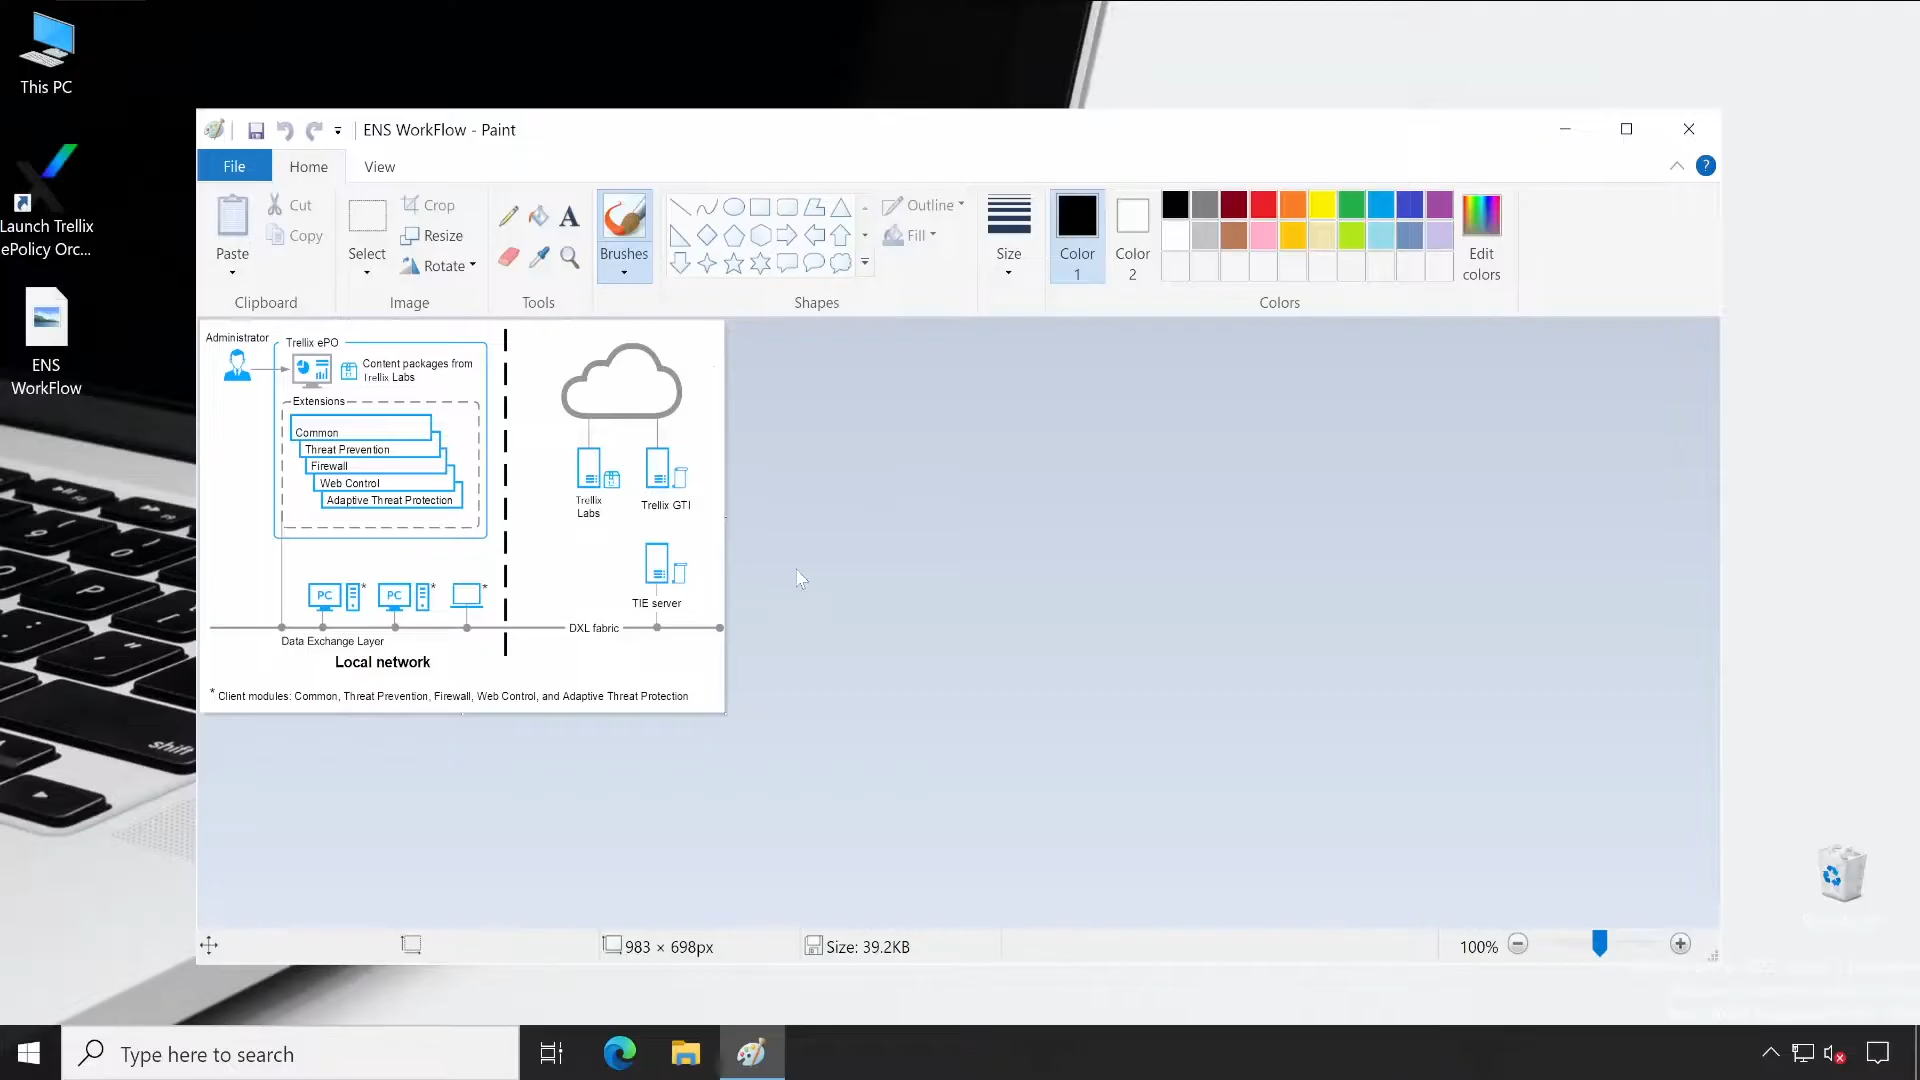 This PC
Launch Trellix
ePolicy Orc...
ENS
WorkFlow
ENS WorkFlow - Paint
File
Home
View
?
Paste
Cut
Copy
Clipboard
Select
Crop
Resize
Rotate
Image
A
Tools
Brushes
Shapes
Outline
Fill
Size
Color
1
Color
2
Edit
colors
Colors
Administrator
Trellix ePO
Content packages from
Trellix Labs
Extensions
Common
Threat Prevention
Firewall
Web Control
Adaptive Threat Protection
Trellix
Labs
Trellix GTI
TIE server
PC
*
PC
*
*
DXL fabric
Data Exchange Layer
Local network
* Client modules: Common, Threat Prevention, Firewall, Web Control, and Adaptive Threat Protection
983 × 698px
Size: 39.2KB
100%
shift
Type here to search